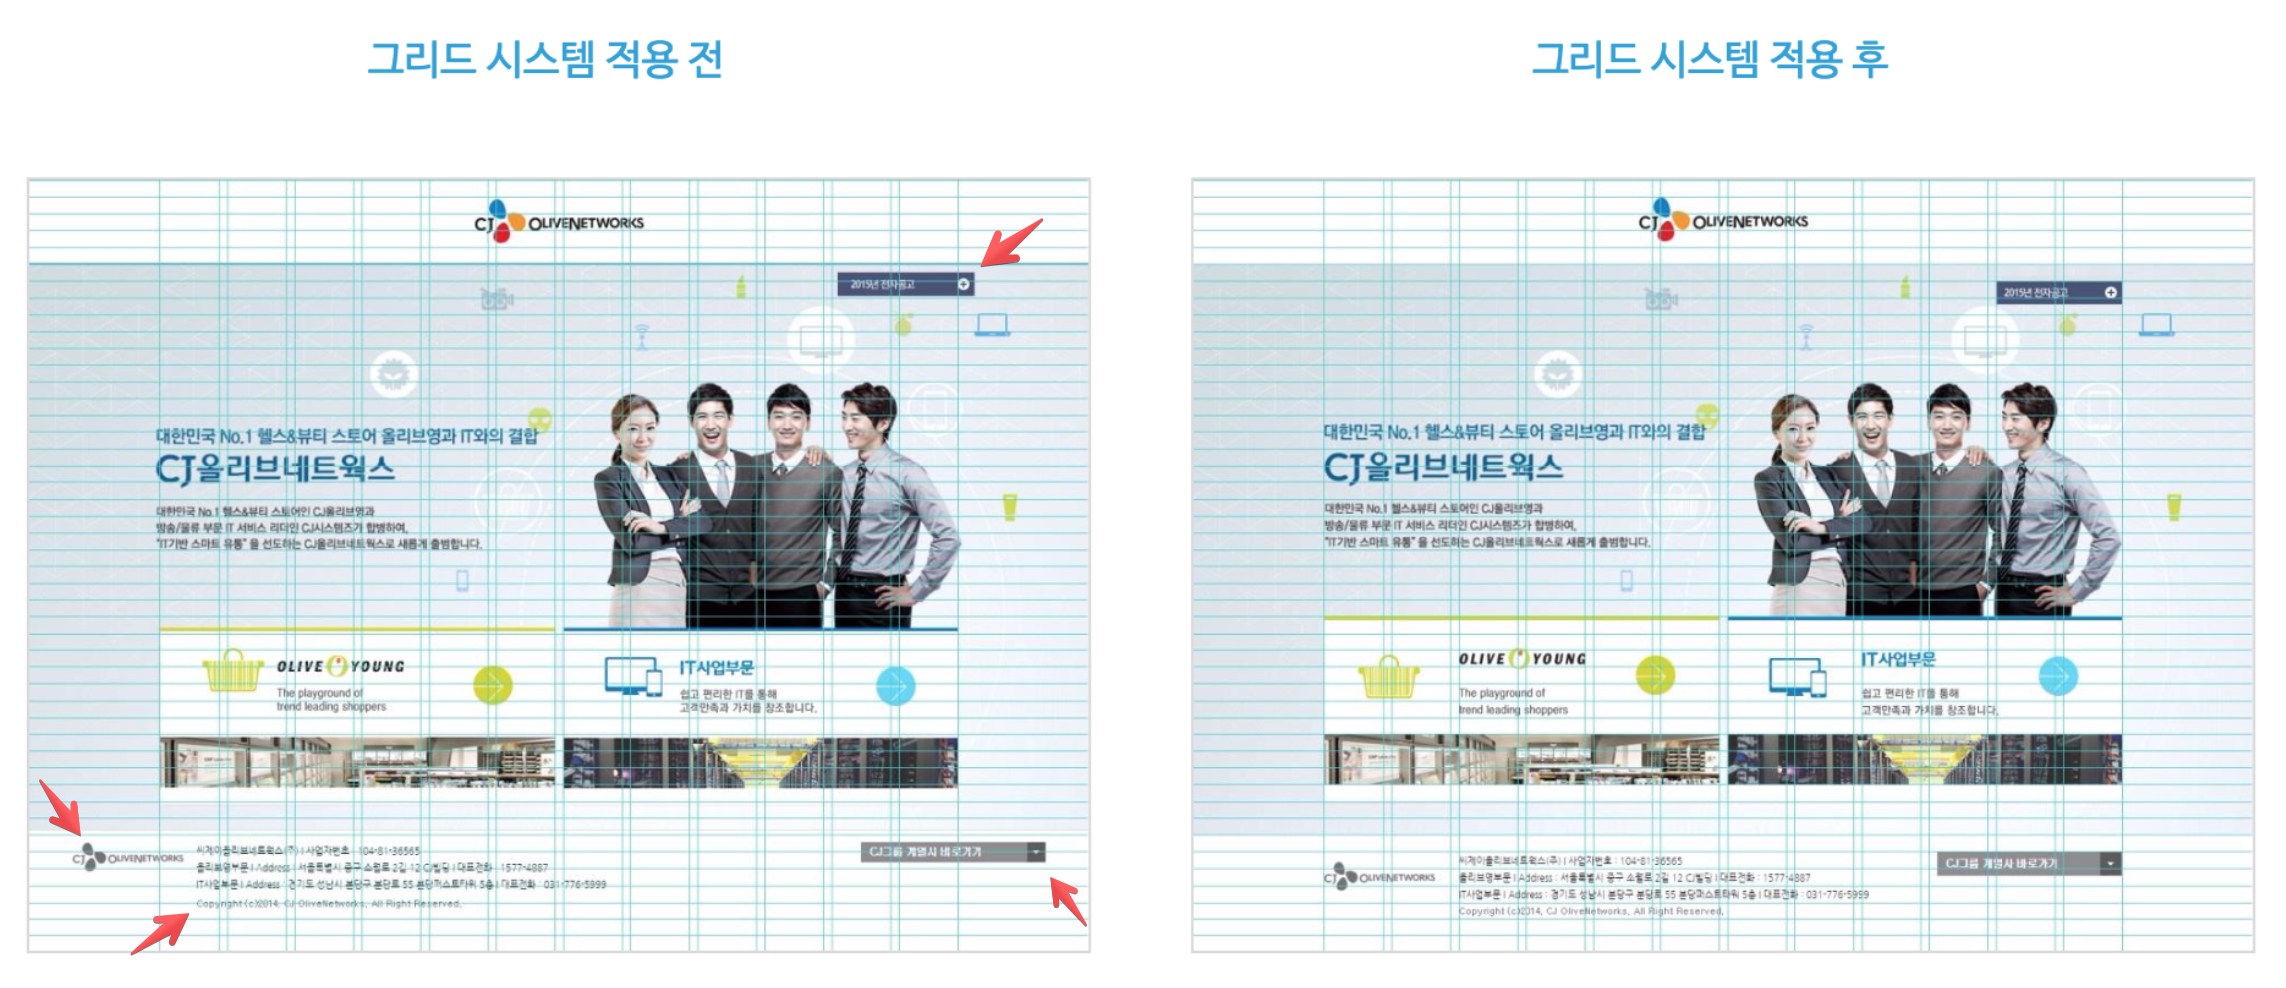 그리드 시스템 적용 전
CJ OLIVENETWORKS
2015년 전자공고
대한민국 No.1 헬스&뷰티 스토어 올리브영과 IT와의 결합
CJ올리브네트웍스
대한민국 No.1 헬스&뷰티 스토어인 CJ올리브영과
방송/물류 부문 IT 서비스 리더인 CJ시스템즈가 합병하여,
"IT기반 스마트 유통" 을 선도하는 CJ올리브네트웍스로 새롭게 출범합니다.
OLIVE YOUNG
The playground of
trend leading shoppers
IT사업부문
쉽고 편리한 IT를 통해
고객만족과 가치를 창조합니다.
CJ OLIVENETWORKS
씨제이올리브네트웍스(주) I 사업자번호 : 104-81-36565
올리브영부문 I Address : 서울특별시 중구 소월로 2길 12 CJ빌딩 I 대표전화 : 1577-4887
IT사업부문 I Address : 경기도 성남시 분당구 분당로 55 분당퍼스트타워 5층 I 대표전화 : 031-776-5999
Copyright (c)2014, CJ OliveNetworks, All Right Reserved.
CJ그룹 계열사 바로가기
그리드 시스템 적용 후
CJ OLIVENETWORKS
2015년 전자공고
대한민국 No.1 헬스&뷰티 스토어 올리브영과 IT와의 결합
CJ올리브네트웍스
대한민국 No.1 헬스&뷰티 스토어인 CJ올리브영과
방송/물류 부문 IT 서비스 리더인 CJ시스템즈가 합병하여,
"IT기반 스마트 유통" 을 선도하는 CJ올리브네트웍스로 새롭게 출범합니다.
OLIVE YOUNG
The playground of
trend leading shoppers
IT사업부문
쉽고 편리한 IT를 통해
고객만족과 가치를 창조합니다.
CJ OLIVENETWORKS
씨제이올리브네트웍스(주) I 사업자번호 : 104-81-36565
올리브영부문 I Address : 서울특별시 중구 소월로 2길 12 CJ빌딩 I 대표전화 : 1577-4887
IT사업부문 I Address : 경기도 성남시 분당구 분당로 55 분당퍼스트타워 5층 I 대표전화 : 031-776-5999
Copyright (c)2014, CJ OliveNetworks, All Right Reserved.
CJ그룹 계열사 바로가기